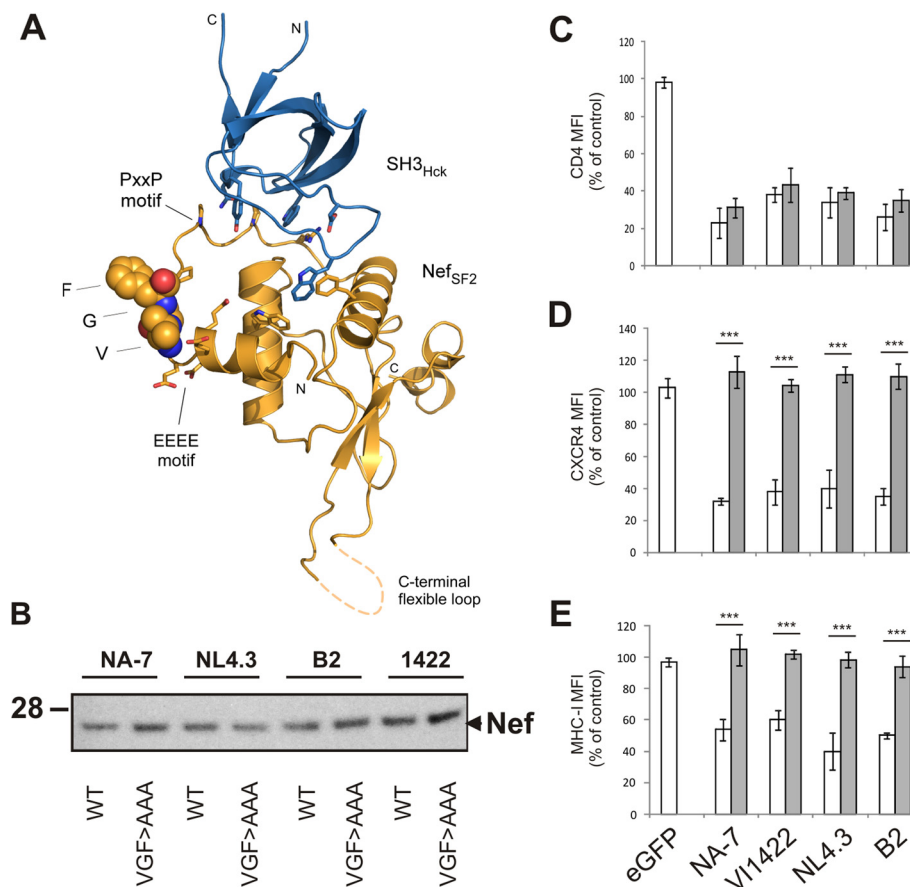 A
C
N
SH3Hck
PxxP
motif
NefSF2
F
G
V
N
C
EEEE
motif
C-terminal
flexible loop
B
NA-7 NL4.3 B2 1422
28
Nef
WT VGF>AAA WT VGF>AAA WT VGF>AAA WT VGF>AAA
C
CD4 MFI
(% of control)
120
100
80
60
40
20
0
D
CXCR4 MFI
(% of control)
140
120
100
80
60
40
20
0
*** *** *** ***
E
MHC-I MFI
(% of control)
120
100
80
60
40
20
0
*** *** *** ***
eGFP NA-7 VI1422 NL4.3 B2